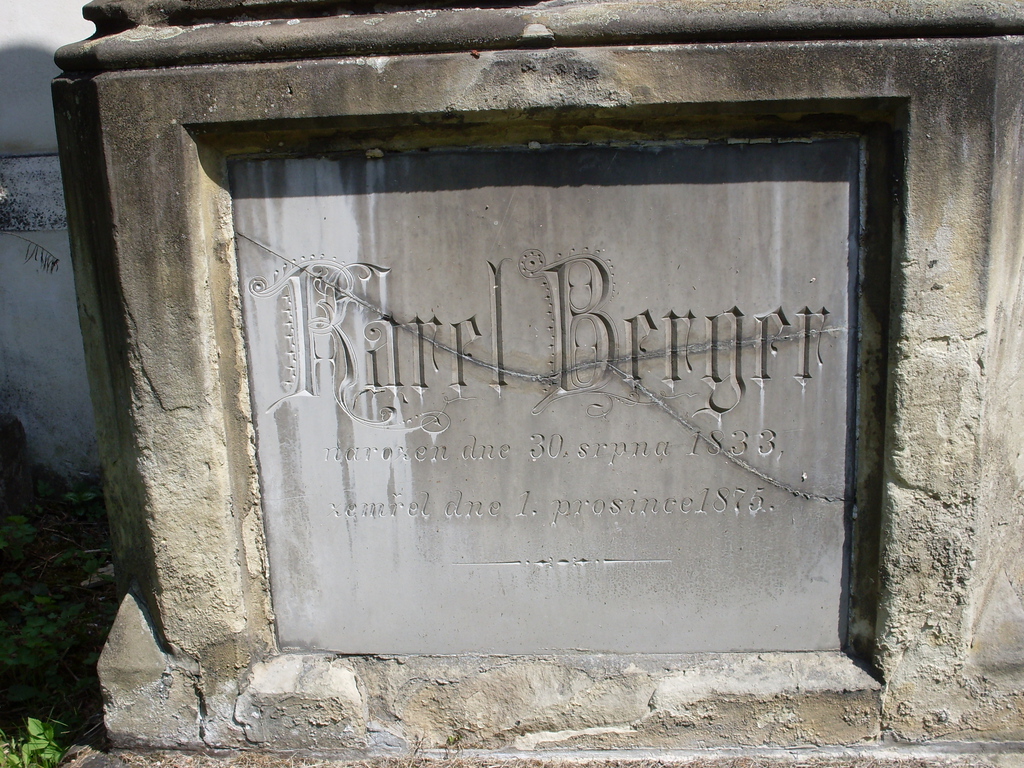 Karel Berger
narozen dne 30. srpna 1833,
zemřel dne 1. prosince 1875.